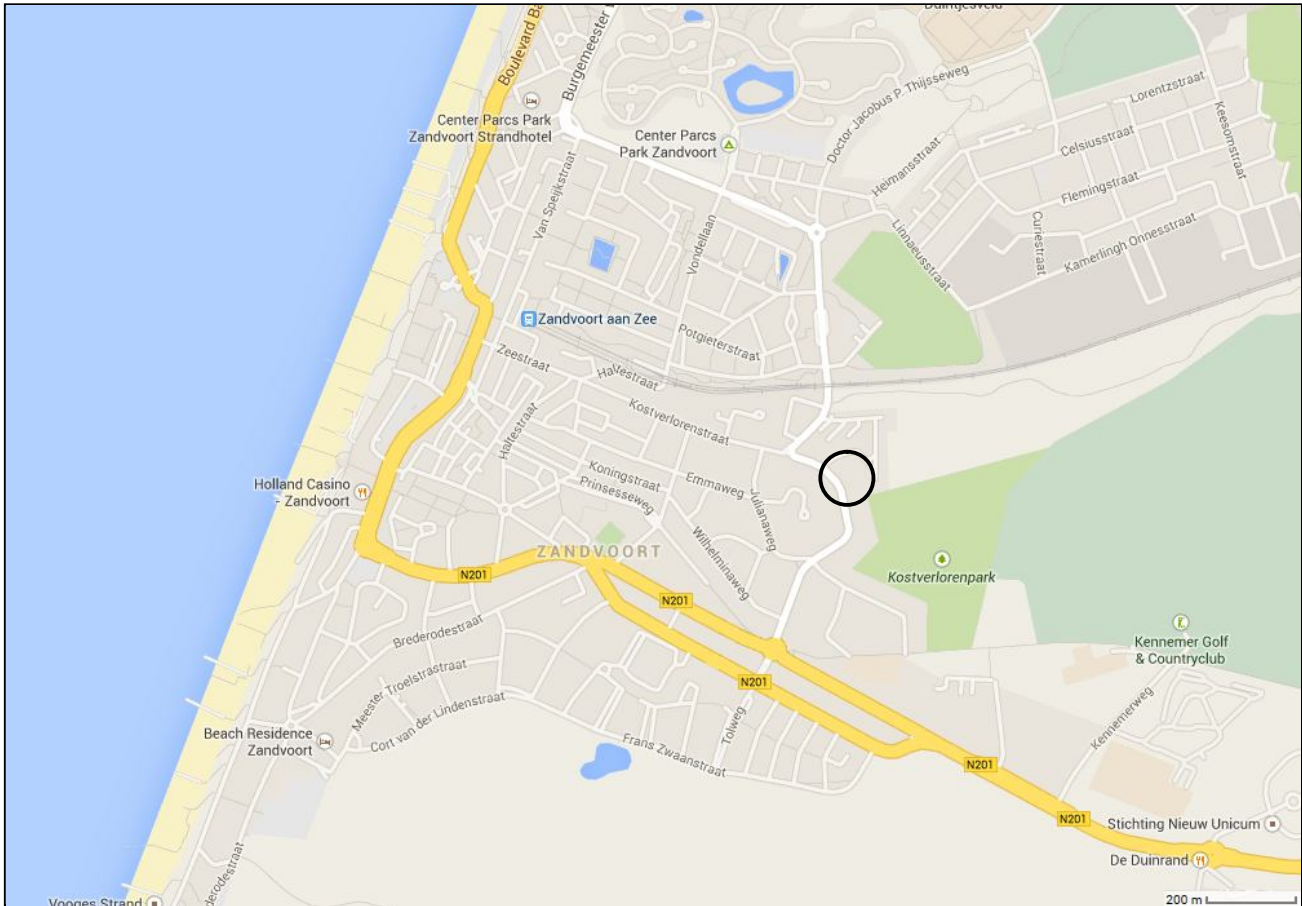 Duintjesveld
Boulevard Ba
Burgemeester
Doctor Jacobus P. Thijsseweg
Lorentzstraat
Keesomstraat
Celsiusstraat
Center Parcs Park
Zandvoort Strandhotel
Center Parcs
Park Zandvoort
Heimansstraat
Flemingstraat
Van Speijkstraat
Vondellaan
Linnaeusstraat
Curiestraat
Kamerlingh Onnesstraat
Zandvoort aan Zee
Potgieterstraat
Zeestraat
Haltestraat
Haltestraat
Kostverlorenstraat
Koningstraat
Emmaweg
Holland Casino
- Zandvoort
Prinsesseweg
Julianaweg
Wilhelminaweg
ZANDVOORT
Kostverlorenpark
N201
N201
Brederodestraat
Kennemer Golf
& Countryclub
Meester Troelstrastraat
N201
Kennemerweg
Cort van der Lindenstraat
Beach Residence
Zandvoort
Tolweg
Frans Zwaanstraat
N201
N201
Stichting Nieuw Unicum
De Duinrand
derodestraat
Vooges Strand
200 m